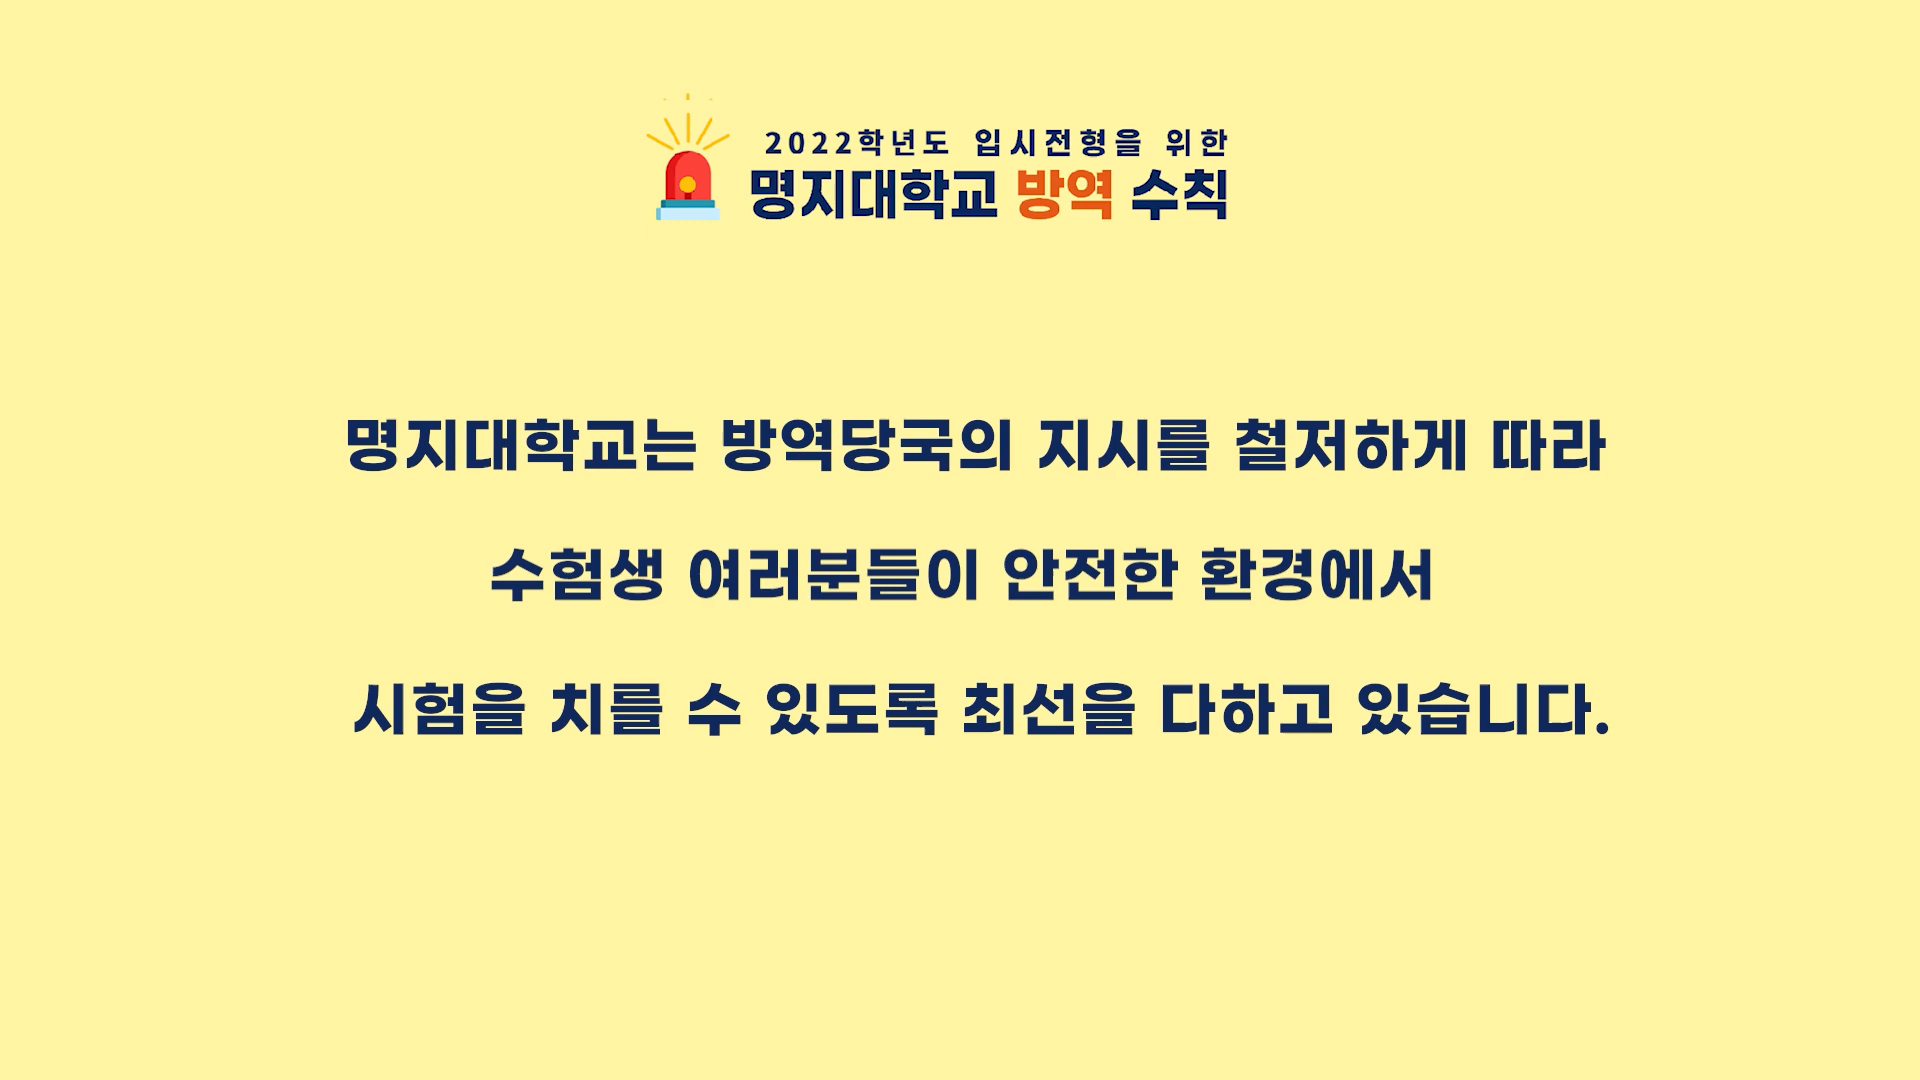 2022학년도 입시전형을 위한
명지대학교 방역 수칙
명지대학교는 방역당국의 지시를 철저하게 따라
수험생 여러분들이 안전한 환경에서
시험을 치를 수 있도록 최선을 다하고 있습니다.